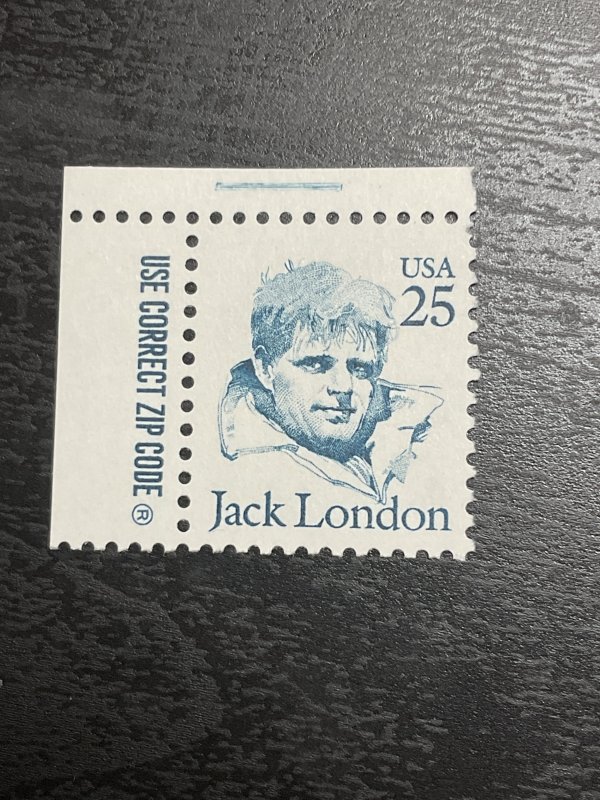 USE CORRECT ZIP CODE ®
USA
25
Jack London